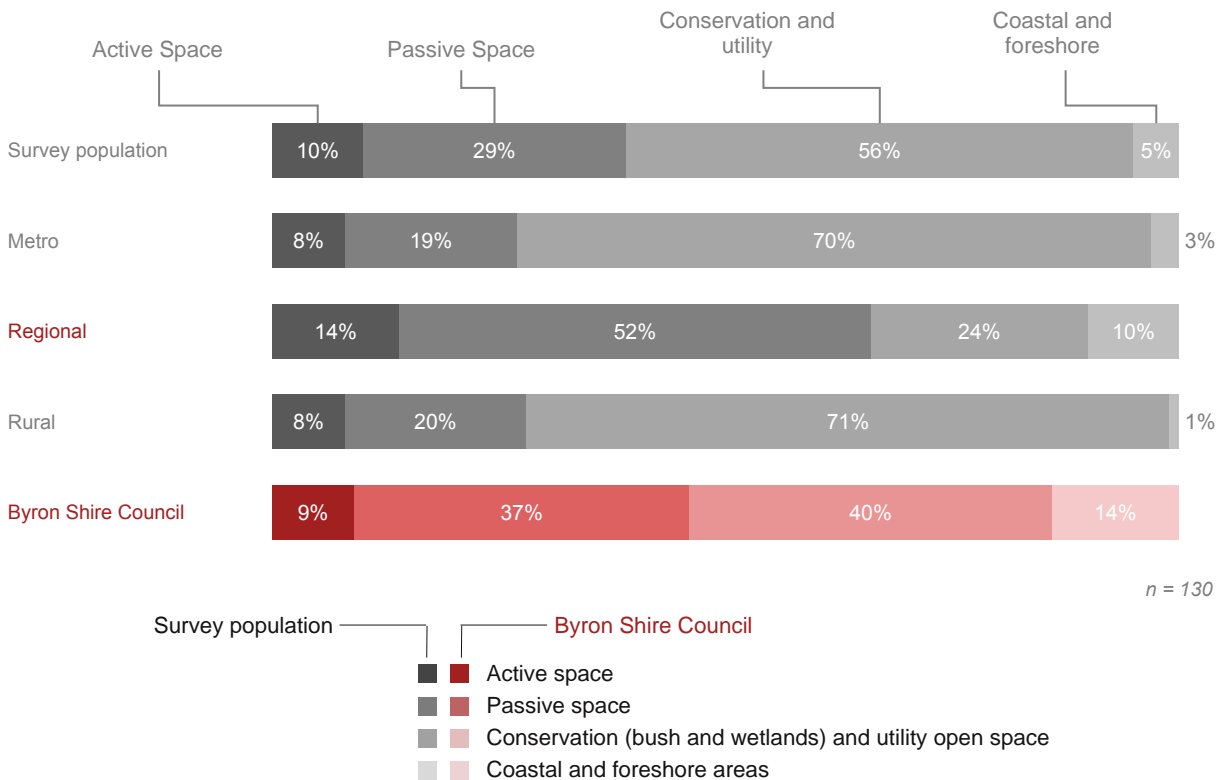 Active Space
Passive Space
Conservation and
utility
Coastal and
foreshore
Survey population
10%
29%
56%
5%
Metro
8%
19%
70%
3%
Regional
14%
52%
24%
10%
Rural
8%
20%
71%
1%
Byron Shire Council
9%
37%
40%
14%
n = 130
Survey population
Byron Shire Council
Active space
Passive space
Conservation (bush and wetlands) and utility open space
Coastal and foreshore areas